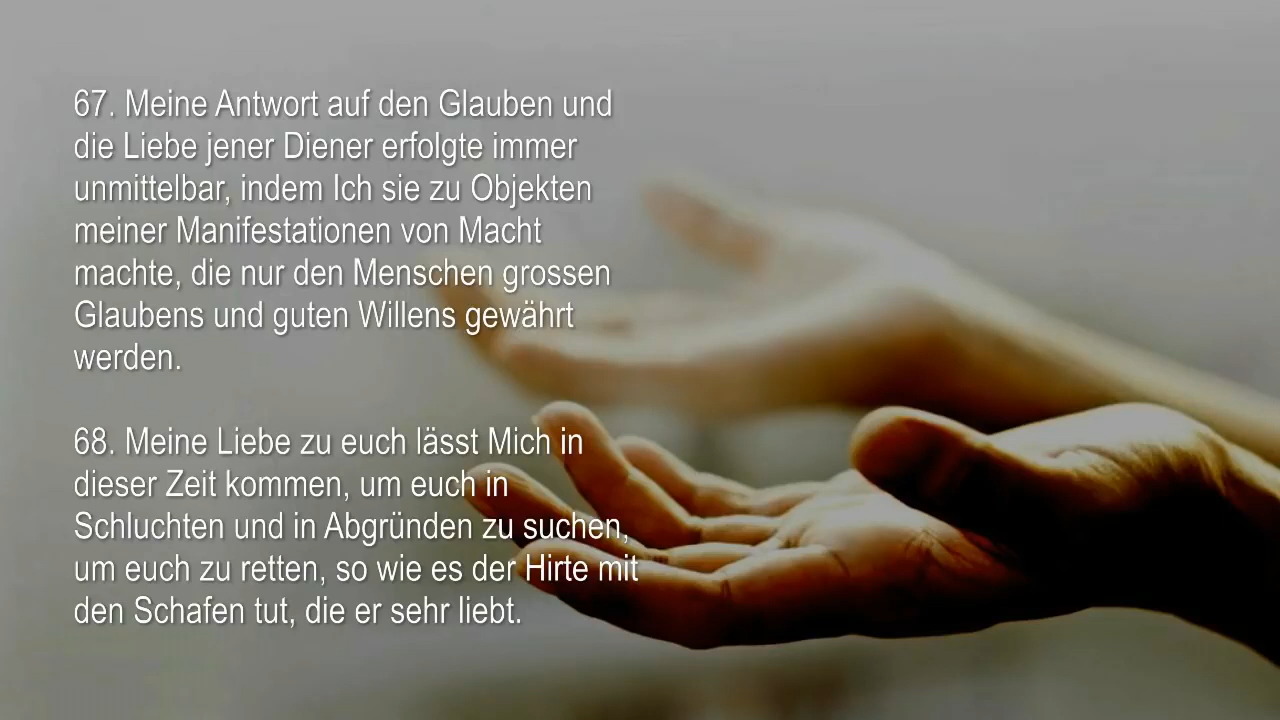 67. Meine Antwort auf den Glauben und
die Liebe jener Diener erfolgte immer
unmittelbar, indem Ich sie zu Objekten
meiner Manifestationen von Macht
machte, die nur den Menschen grossen
Glaubens und guten Willens gewährt
werden.
68. Meine Liebe zu euch lässt Mich in
dieser Zeit kommen, um euch in
Schluchten und in Abgründen zu suchen,
um euch zu retten, so wie es der Hirte mit
den Schafen tut, die er sehr liebt.